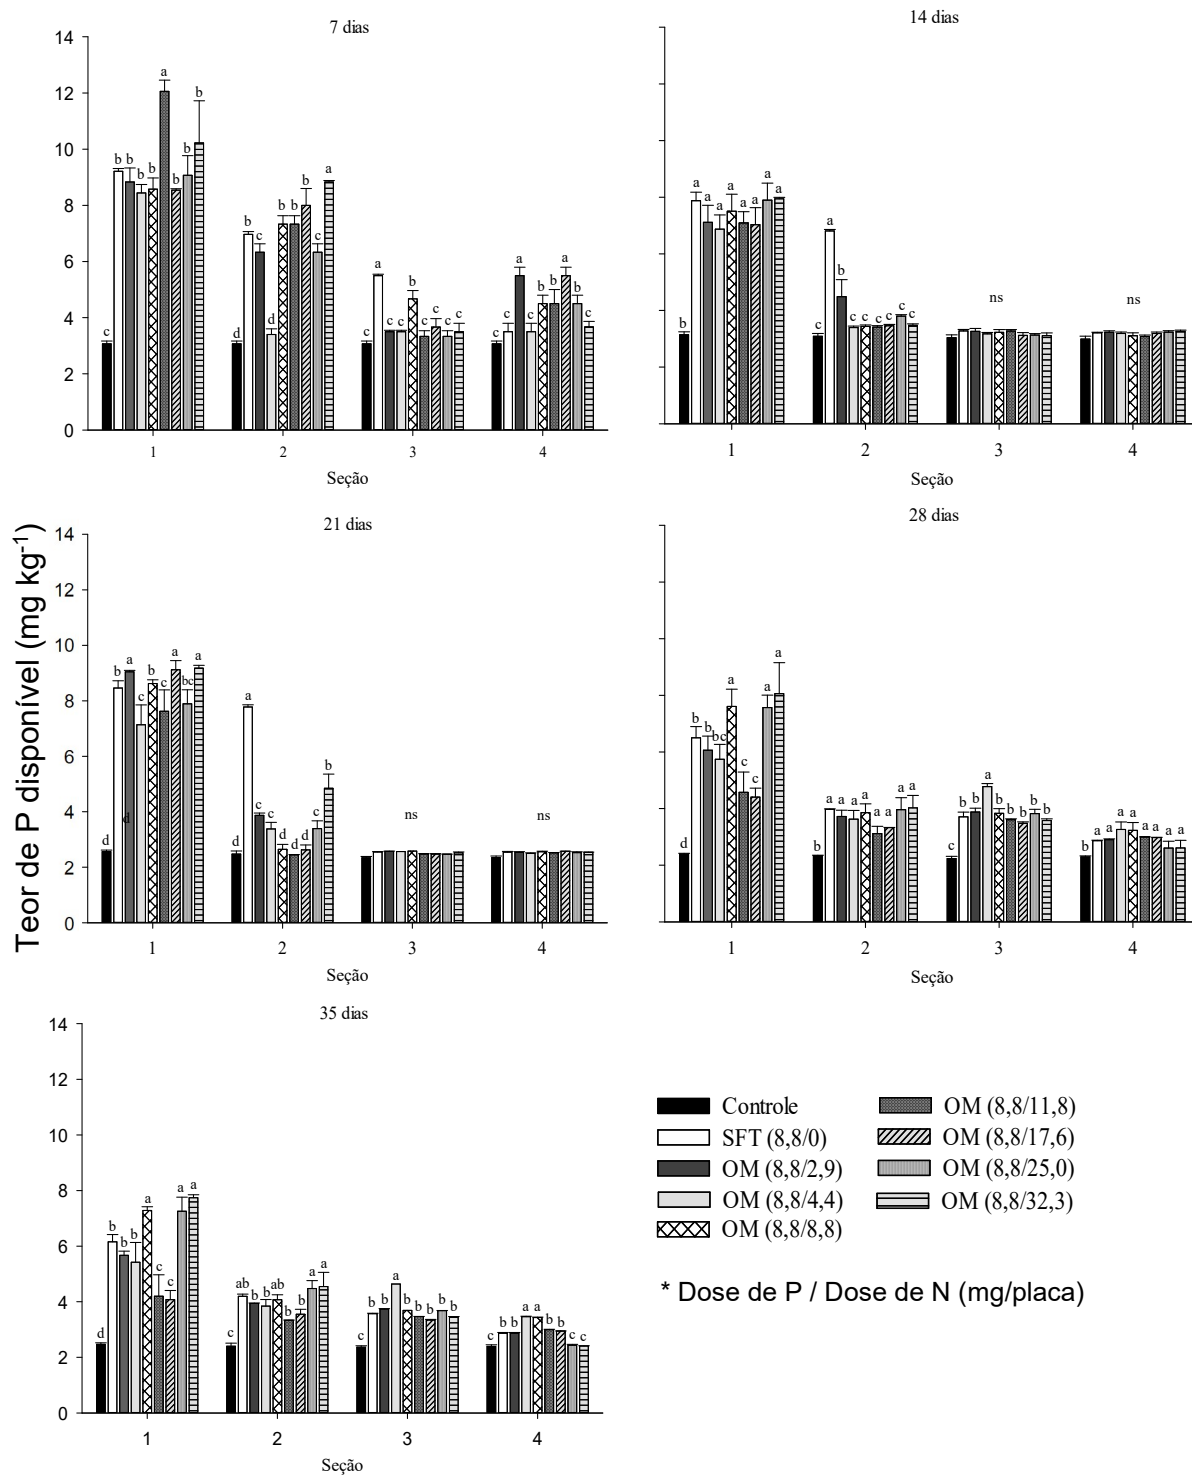 7 dias
14 dias
14
12
10
8
6
4
2
0
c b b b b a b b b
d b c d b b b c a
c a c c b c c c c
c c a c b b a b c
1 2 3 4
Seção
b a a a a a a a a
c a b c c c c c c
ns
ns
1 2 3 4
Seção
Teor de P disponível (mg kg-1)
21 dias
28 dias
14
12
10
8
6
4
2
0
d d b a c b c a bc a
d a c c d d d c b
ns
ns
1 2 3 4
Seção
d b b bc a c c a a
b a a a a a a a a
c b b a b b b b b
b a a a a a a a a
1 2 3 4
Seção
35 dias
14
12
10
8
6
4
2
0
d b b b a c c a a
c ab b b ab b b a a
c b b a b b b b b
c b b a a b b c c
1 2 3 4
Seção
Controle
SFT (8,8/0)
OM (8,8/2,9)
OM (8,8/4,4)
OM (8,8/8,8)
OM (8,8/11,8)
OM (8,8/17,6)
OM (8,8/25,0)
OM (8,8/32,3)
* Dose de P / Dose de N (mg/placa)